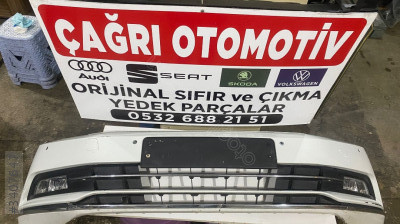 ÇAĞRI OTOMOTİV
Audi SEAT ŠKODA VOLKSWAGEN
ORİJİNAL SIFIR ve ÇIKMA
YEDEK PARÇALAR
0532 688 21 51